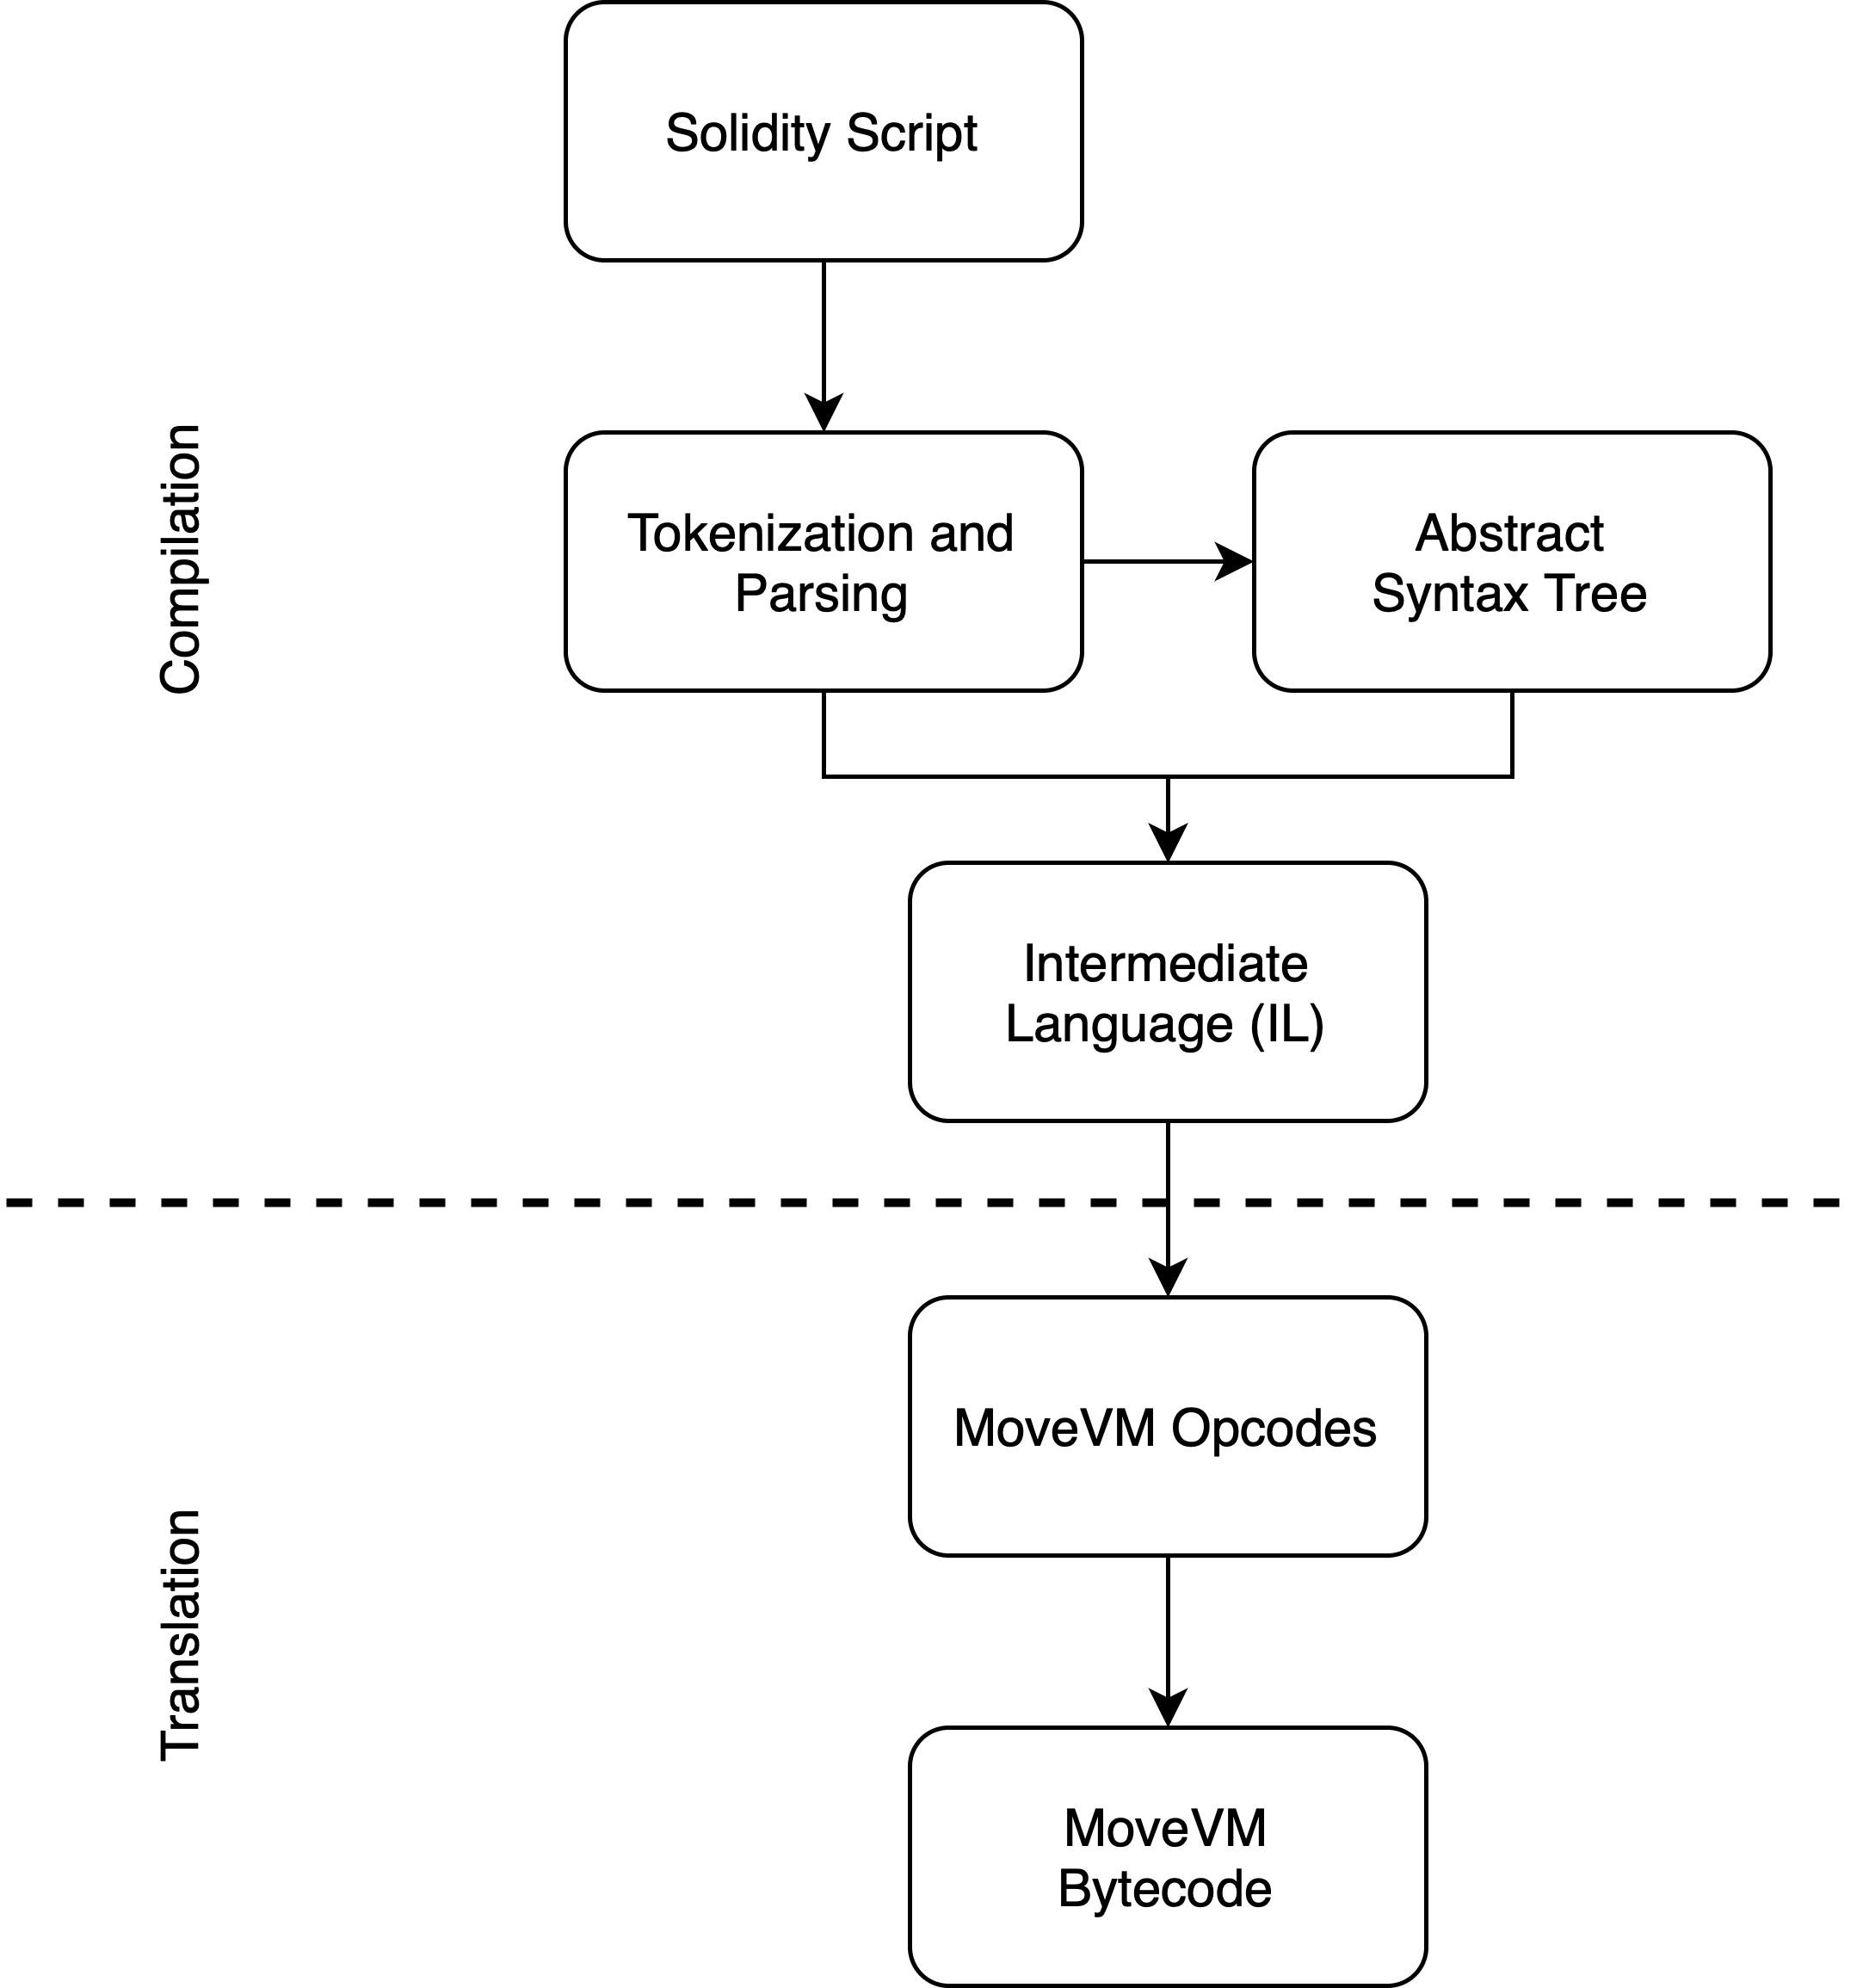 Solidity Script
Compilation
Tokenization and
Parsing
Abstract
Syntax Tree
Intermediate
Language (IL)
MoveVM Opcodes
Translation
MoveVM
Bytecode